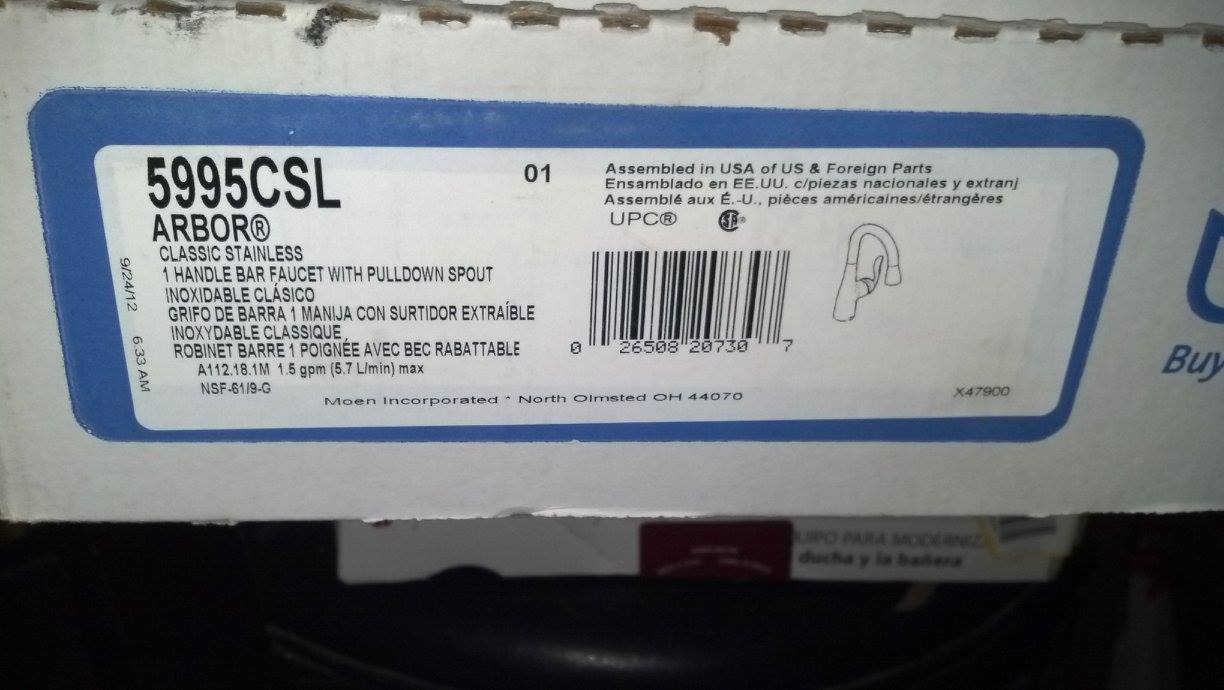 5995CSL
ARBOR®
CLASSIC STAINLESS
1 HANDLE BAR FAUCET WITH PULLDOWN SPOUT
INOXIDABLE CLÁSICO
GRIFO DE BARRA 1 MANIJA CON SURTIDOR EXTRAÍBLE
INOXYDABLE CLASSIQUE
ROBINET BARRE 1 POIGNÉE AVEC BEC RABATTABLE
A112.18.1M 1.5 gpm (5.7 L/min) max
NSF-61/9-G
9/24/12 6:33 AM
01
Assembled in USA of US & Foreign Parts
Ensamblado en EE.UU. c/piezas nacionales y extranj
Assemblé aux É.-U., pièces américaines/étrangères
UPC® SA®
0 26508 20730 7
Moen Incorporated * North Olmsted OH 44070
X47900
Buy
UIPO PARA MODERNIZ
ducha y la bañera